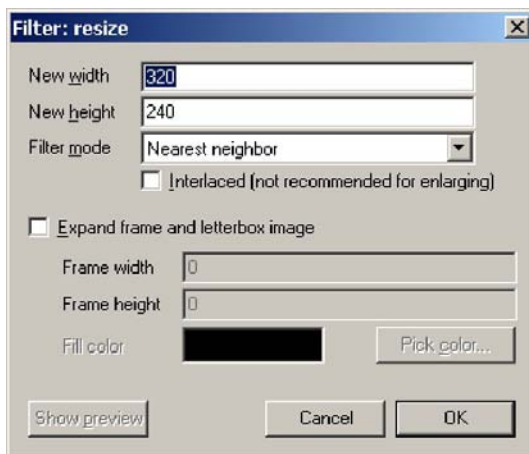 Filter: resize
New width 320
New height 240
Filter mode Nearest neighbor
Interlaced (not recommended for enlarging)
Expand frame and letterbox image
Frame width 0
Frame height 0
Fill color Pick color...
Show preview Cancel OK